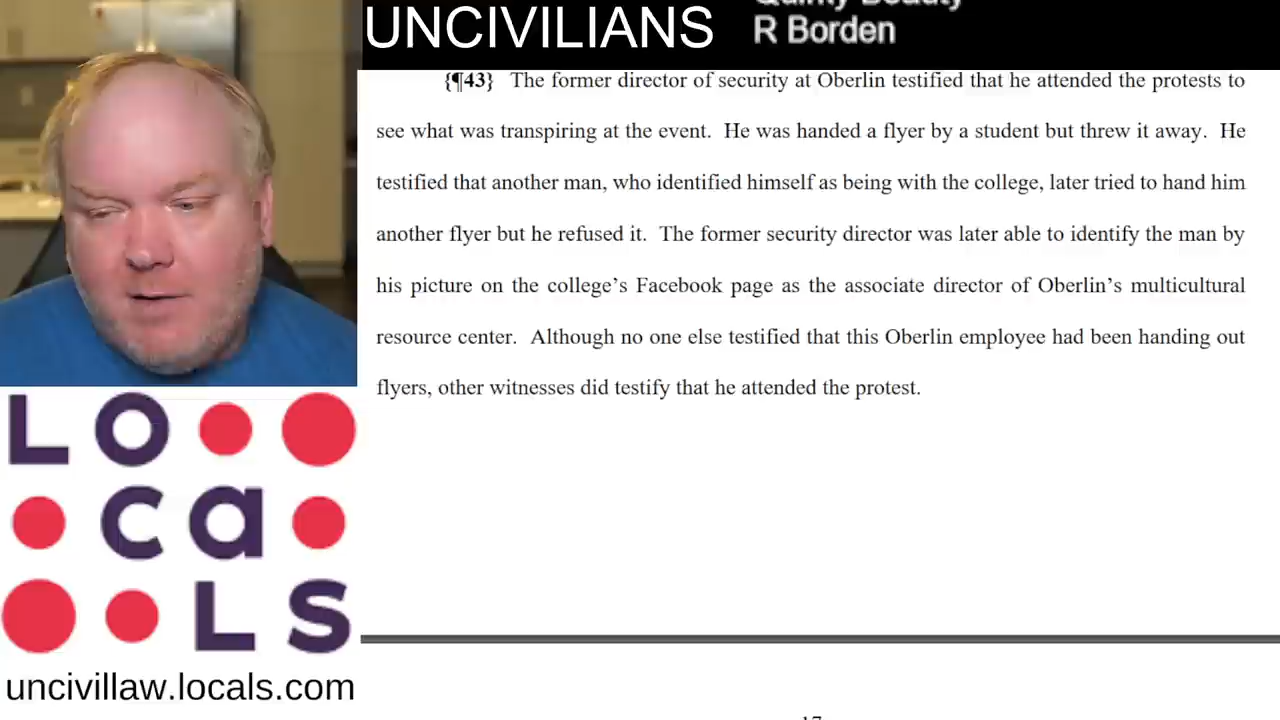 UNCIVILIANS
Quirky Beauty
R Borden
{¶43} The former director of security at Oberlin testified that he attended the protests to
see what was transpiring at the event. He was handed a flyer by a student but threw it away. He
testified that another man, who identified himself as being with the college, later tried to hand him
another flyer but he refused it. The former security director was later able to identify the man by
his picture on the college’s Facebook page as the associate director of Oberlin’s multicultural
resource center. Although no one else testified that this Oberlin employee had been handing out
flyers, other witnesses did testify that he attended the protest.
LO
ca
LS
uncivillaw.locals.com
17